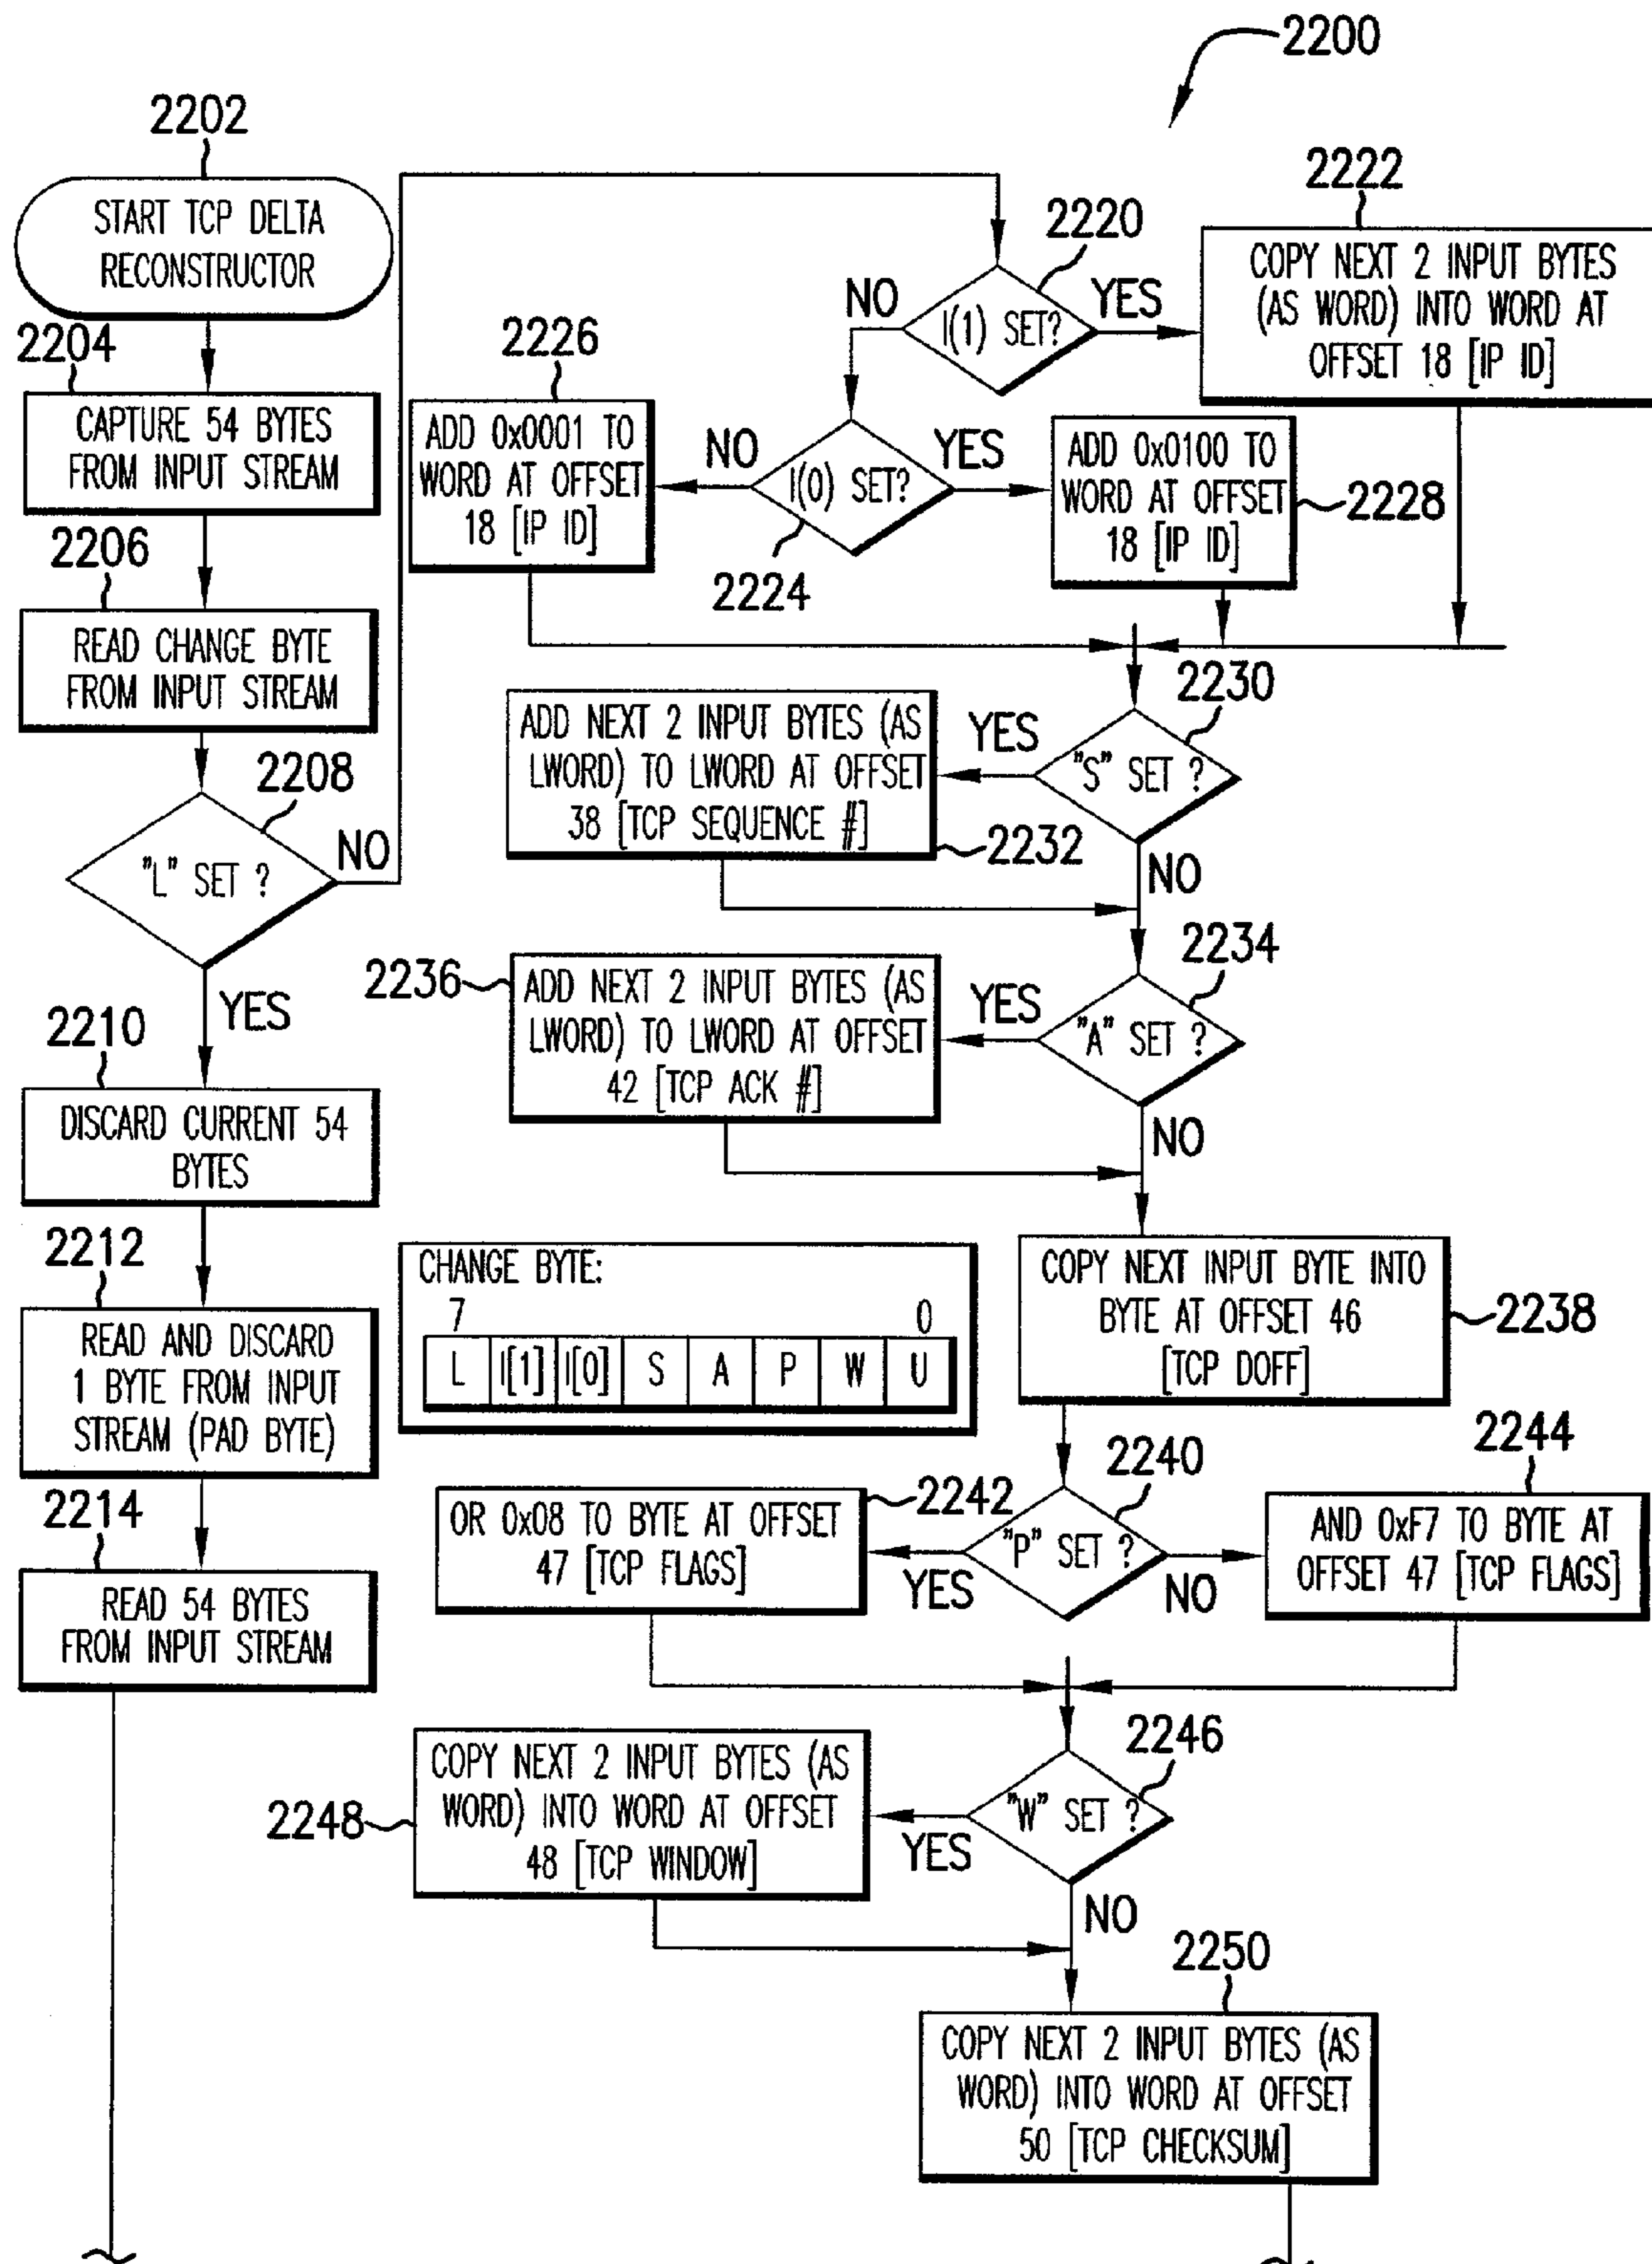 2200
2202
START TCP DELTA
RECONSTRUCTOR
2204
CAPTURE 54 BYTES
FROM INPUT STREAM
2206
READ CHANGE BYTE
FROM INPUT STREAM
2208
"L" SET ?
NO
YES
2210
DISCARD CURRENT 54
BYTES
2212
READ AND DISCARD
1 BYTE FROM INPUT
STREAM (PAD BYTE)
2214
READ 54 BYTES
FROM INPUT STREAM
2220
I(1) SET?
NO
YES
2222
COPY NEXT 2 INPUT BYTES
(AS WORD) INTO WORD AT
OFFSET 18 [IP ID]
2224
I(0) SET?
NO
YES
2226
ADD 0x0001 TO
WORD AT OFFSET
18 [IP ID]
ADD 0x0100 TO
WORD AT OFFSET
18 [IP ID]
2228
2230
"S" SET ?
YES
NO
ADD NEXT 2 INPUT BYTES (AS
LWORD) TO LWORD AT OFFSET
38 [TCP SEQUENCE #]
2232
2234
"A" SET ?
YES
NO
2236
ADD NEXT 2 INPUT BYTES (AS
LWORD) TO LWORD AT OFFSET
42 [TCP ACK #]
CHANGE BYTE:
7 0
L I[1] I[0] S A P W U
COPY NEXT INPUT BYTE INTO
BYTE AT OFFSET 46
[TCP DOFF]
2238
2240
"P" SET ?
YES
NO
2242
OR 0x08 TO BYTE AT OFFSET
47 [TCP FLAGS]
2244
AND 0xF7 TO BYTE AT
OFFSET 47 [TCP FLAGS]
2246
"W" SET ?
YES
NO
2248
COPY NEXT 2 INPUT BYTES (AS
WORD) INTO WORD AT OFFSET
48 [TCP WINDOW]
2250
COPY NEXT 2 INPUT BYTES (AS
WORD) INTO WORD AT OFFSET
50 [TCP CHECKSUM]